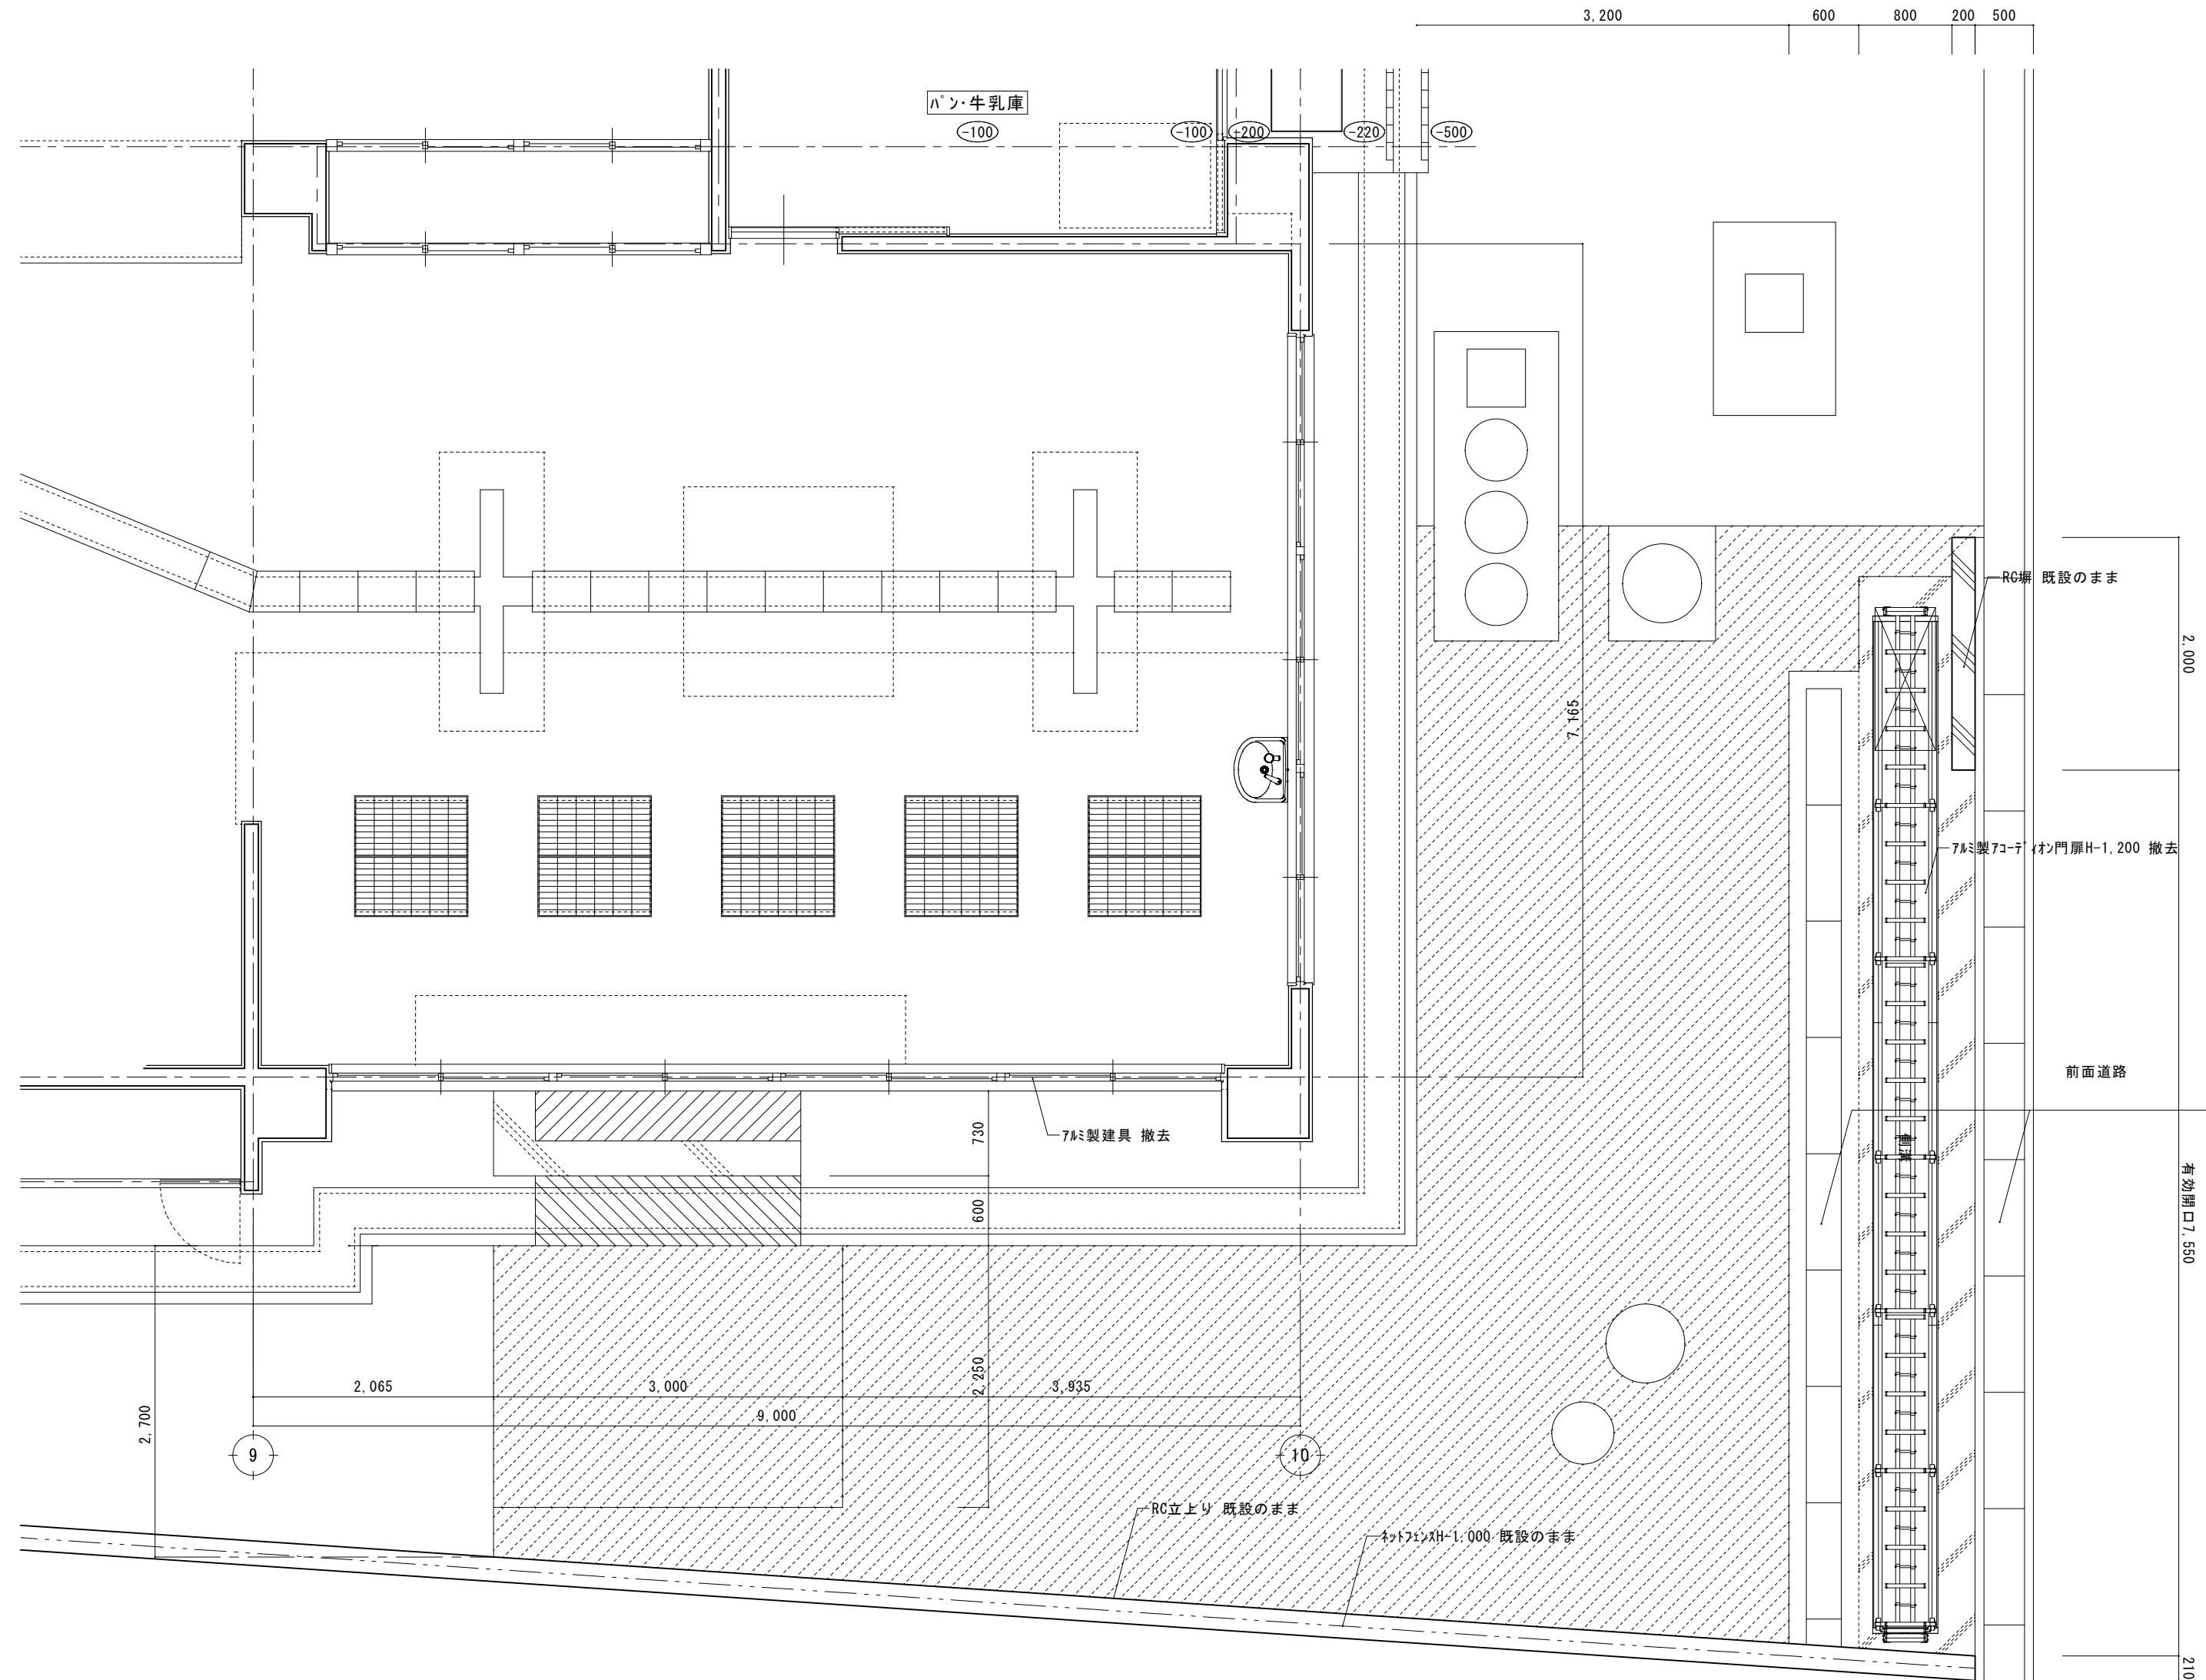 3,200
600
800
200
500
パン・牛乳庫
-100
-100
+200
-220
-500
RC塀 既設のまま
2,000
7,165
アルミ製アコーディオン門扉H-1,200 撤去
前面道路
730
アルミ製建具 撤去
側溝
600
有効開口7,550
2,250
2,065
3,000
3,935
2,700
9,000
9
10
RC立上り 既設のまま
ネットフェンスH-1,000 既設のまま
210